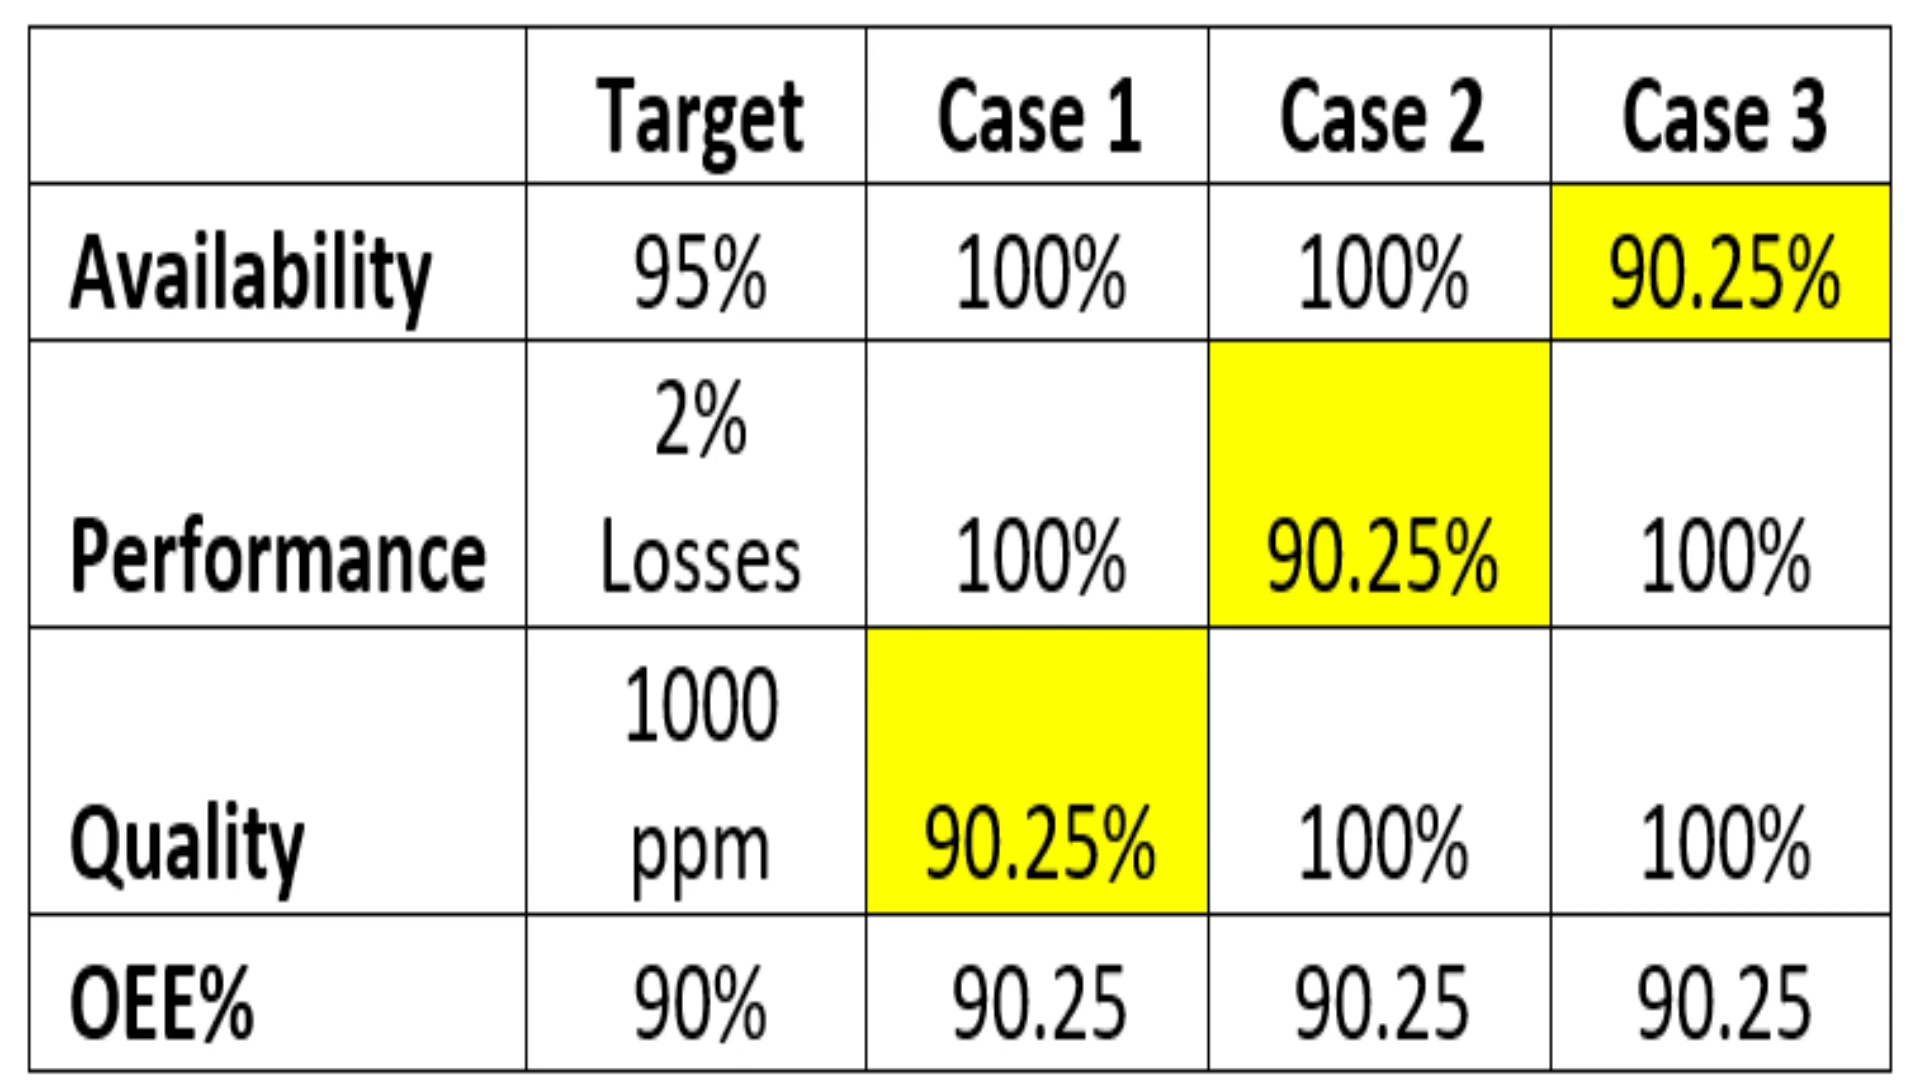 Target Case 1 Case 2 Case 3
Availability 95% 100% 100% 90.25%
2%
Performance Losses 100% 90.25% 100%
1000
Quality ppm 90.25% 100% 100%
OEE% 90% 90.25 90.25 90.25